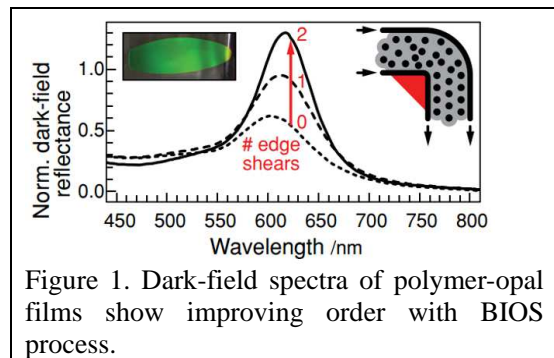 2
1
0
# edge
shears
1.0
0.5
0.0
Norm. dark-field
reflectance
450 500 550 600 650 700 750 800
Wavelength /nm
Figure 1. Dark-field spectra of polymer-opal
films show improving order with BIOS
process.